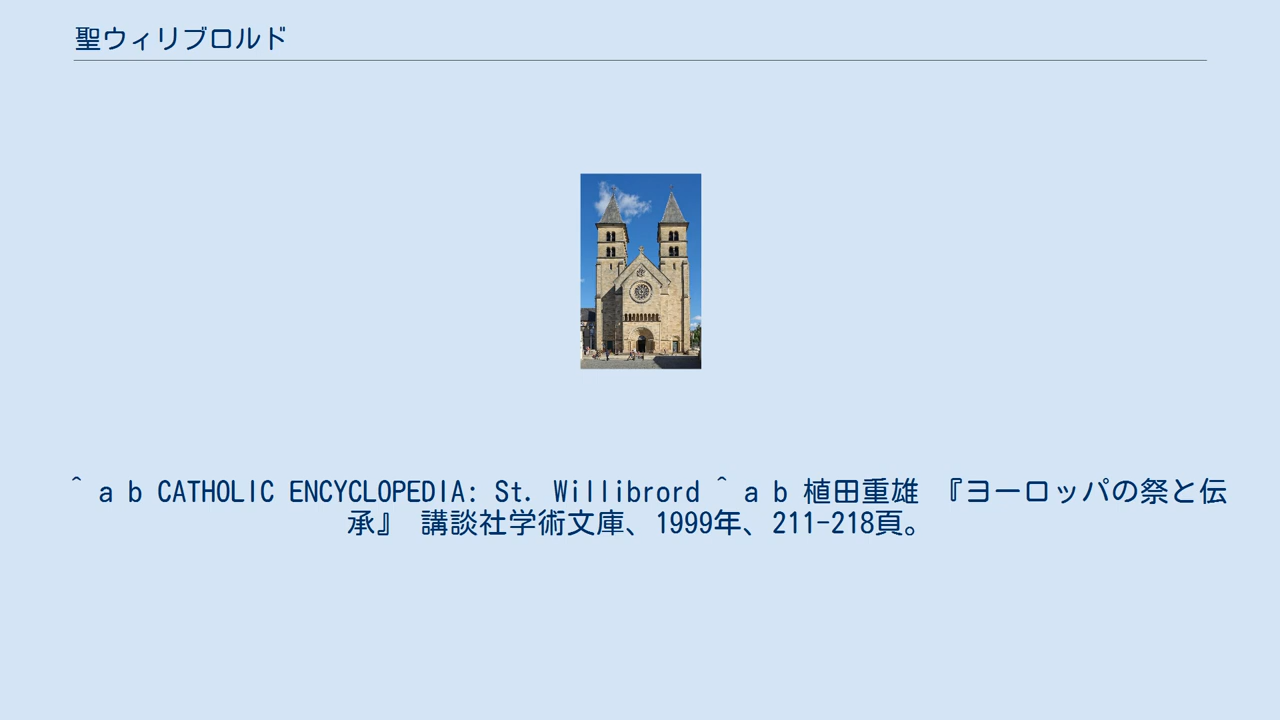 聖ウィリブロルド
^ a b CATHOLIC ENCYCLOPEDIA: St. Willibrord ^ a b 植田重雄 『ヨーロッパの祭と伝
承』 講談社学術文庫、1999年、211-218頁。